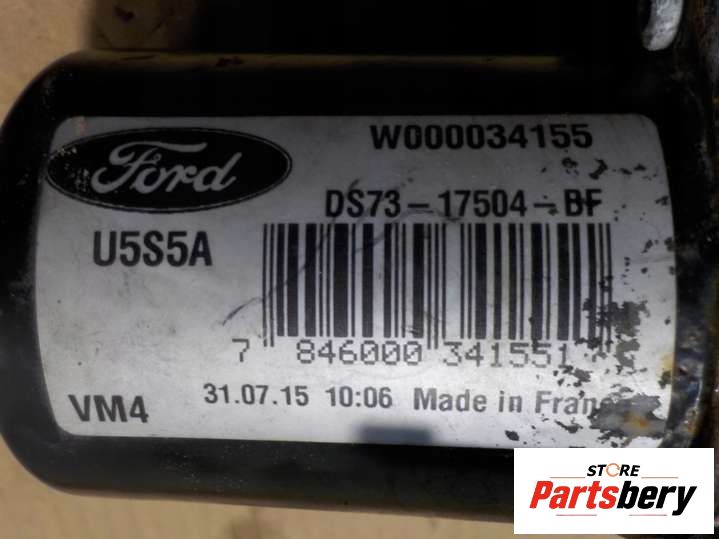 Ford
W000034155
DS73-17504-BF
U5S5A
7 846000 341551
VM4
31.07.15 10:06 Made in
STORE
Partsbery